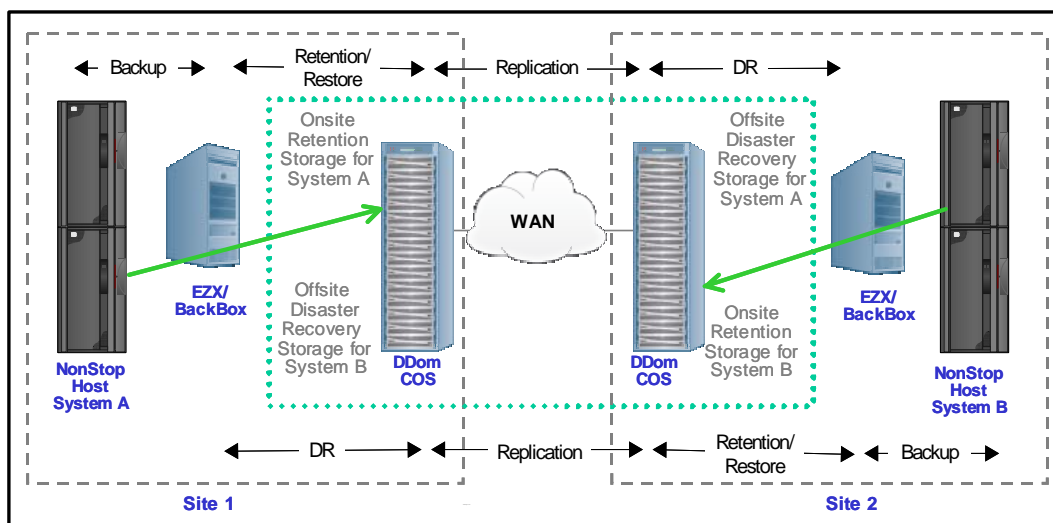 Backup
Retention/
Restore
Replication
DR
Onsite
Retention
Storage for
System A
Offsite
Disaster
Recovery
Storage for
System A
WAN
EZX/
BackBox
Offsite
Disaster
Recovery
Storage for
System B
Onsite
Retention
Storage for
System B
EZX/
BackBox
NonStop
Host
System A
DDom
COS
DDom
COS
NonStop
Host
System B
DR
Replication
Retention/
Restore
Backup
Site 1
Site 2